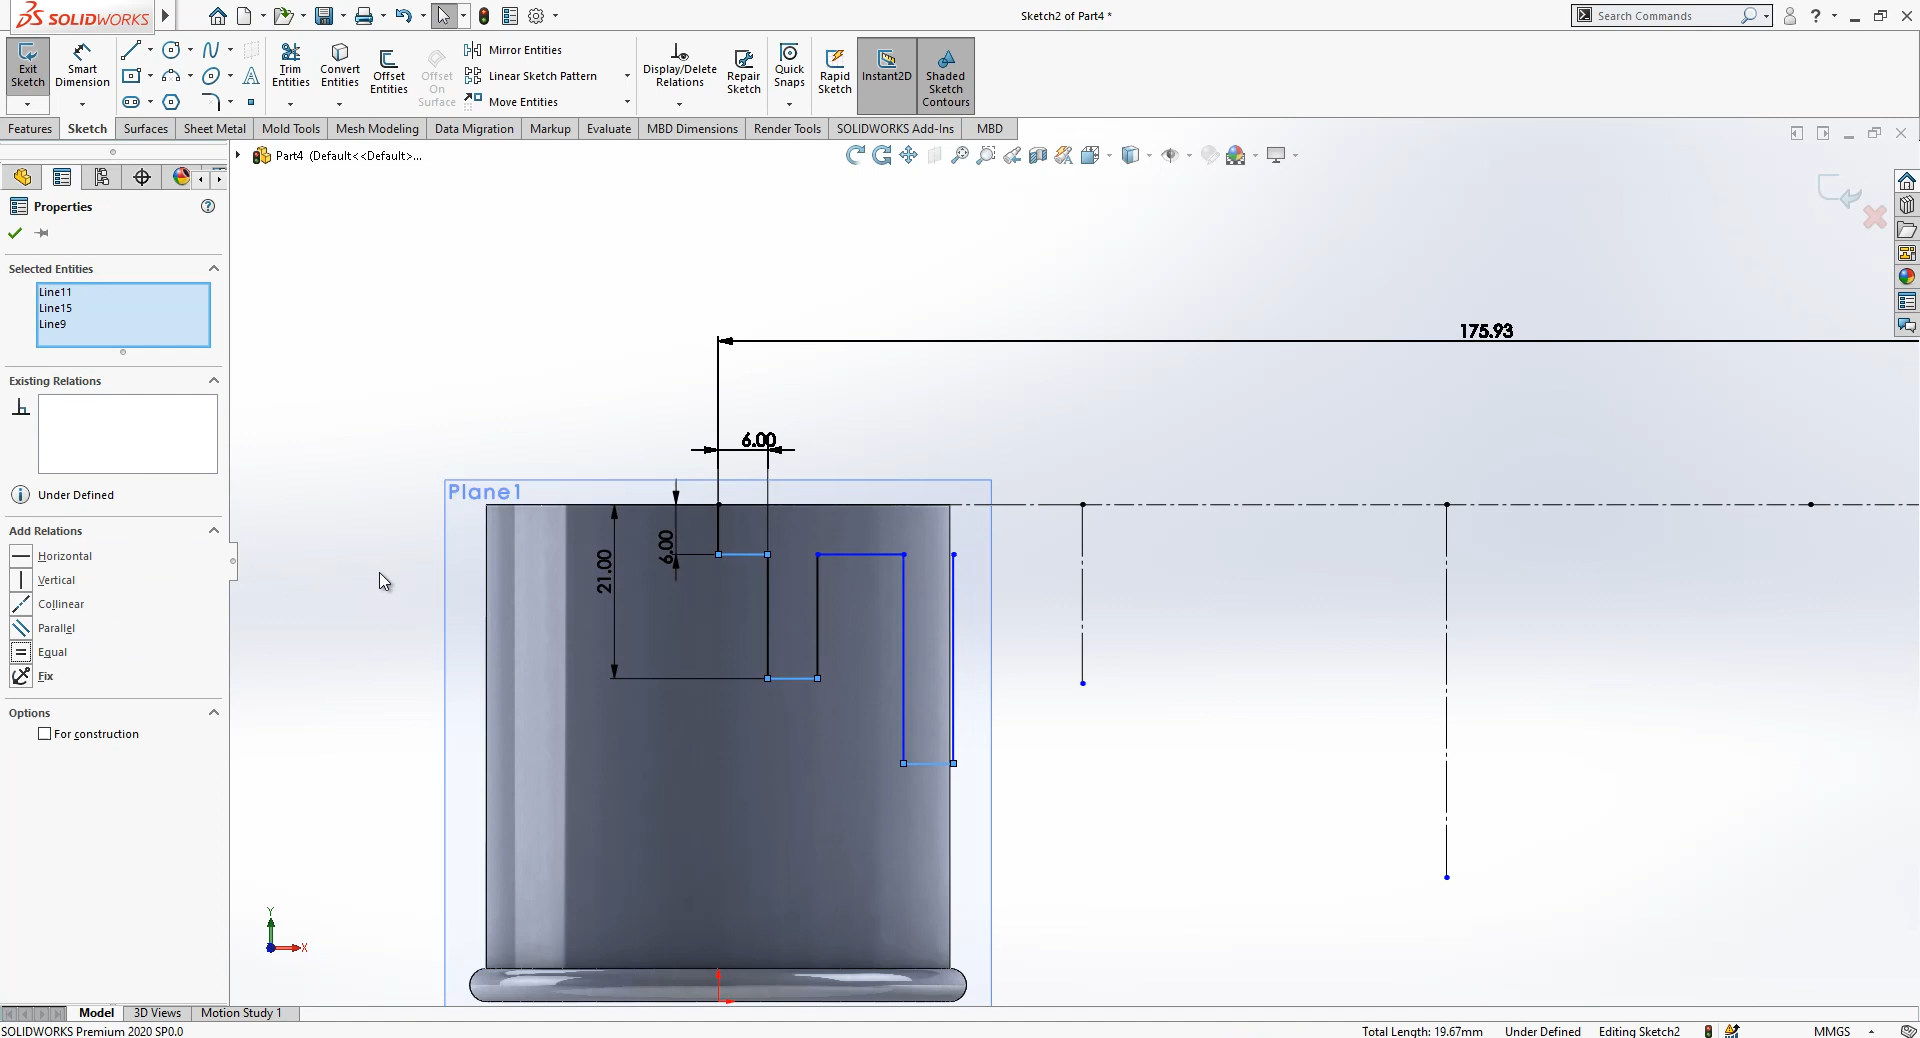 SOLIDWORKS
Sketch2 of Part4 *
Search Commands
Exit Sketch
Smart Dimension
Trim Entities
Convert Entities
Offset Entities
Offset On Surface
Mirror Entities
Linear Sketch Pattern
Move Entities
Display/Delete Relations
Repair Sketch
Quick Snaps
Rapid Sketch
Instant2D
Shaded Sketch Contours
Features
Sketch
Surfaces
Sheet Metal
Mold Tools
Mesh Modeling
Data Migration
Markup
Evaluate
MBD Dimensions
Render Tools
SOLIDWORKS Add-Ins
MBD
Part4 (Default<<Default>...
Properties
Selected Entities
Line11
Line15
Line9
Existing Relations
Under Defined
Add Relations
Horizontal
Vertical
Collinear
Parallel
Equal
Fix
Options
For construction
175.93
6.00
Plane1
6.00
21.00
Y
X
Model
3D Views
Motion Study 1
SOLIDWORKS Premium 2020 SP0.0
Total Length: 19.67mm
Under Defined
Editing Sketch2
MMGS